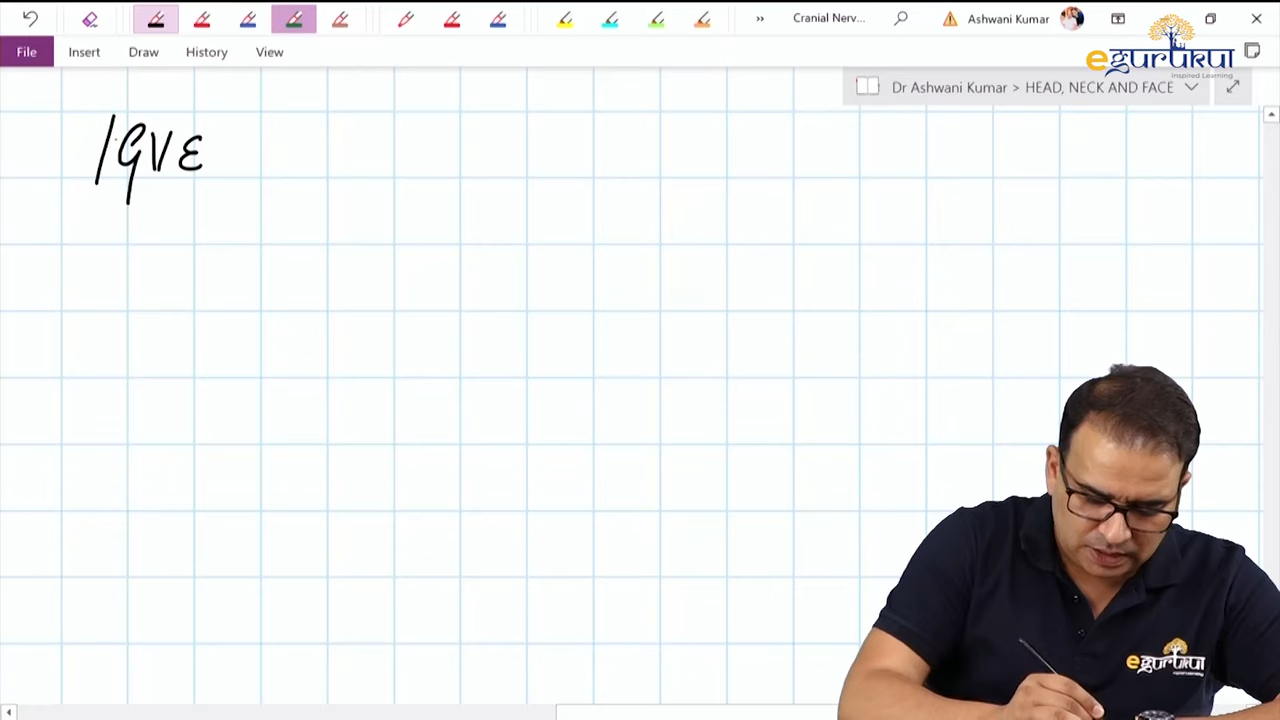 Cranial Nerv...
Ashwani Kumar
File Insert Draw History View
egurukul
Inspired Learning
Dr Ashwani Kumar > HEAD, NECK AND FACE
/GVE
egurukul